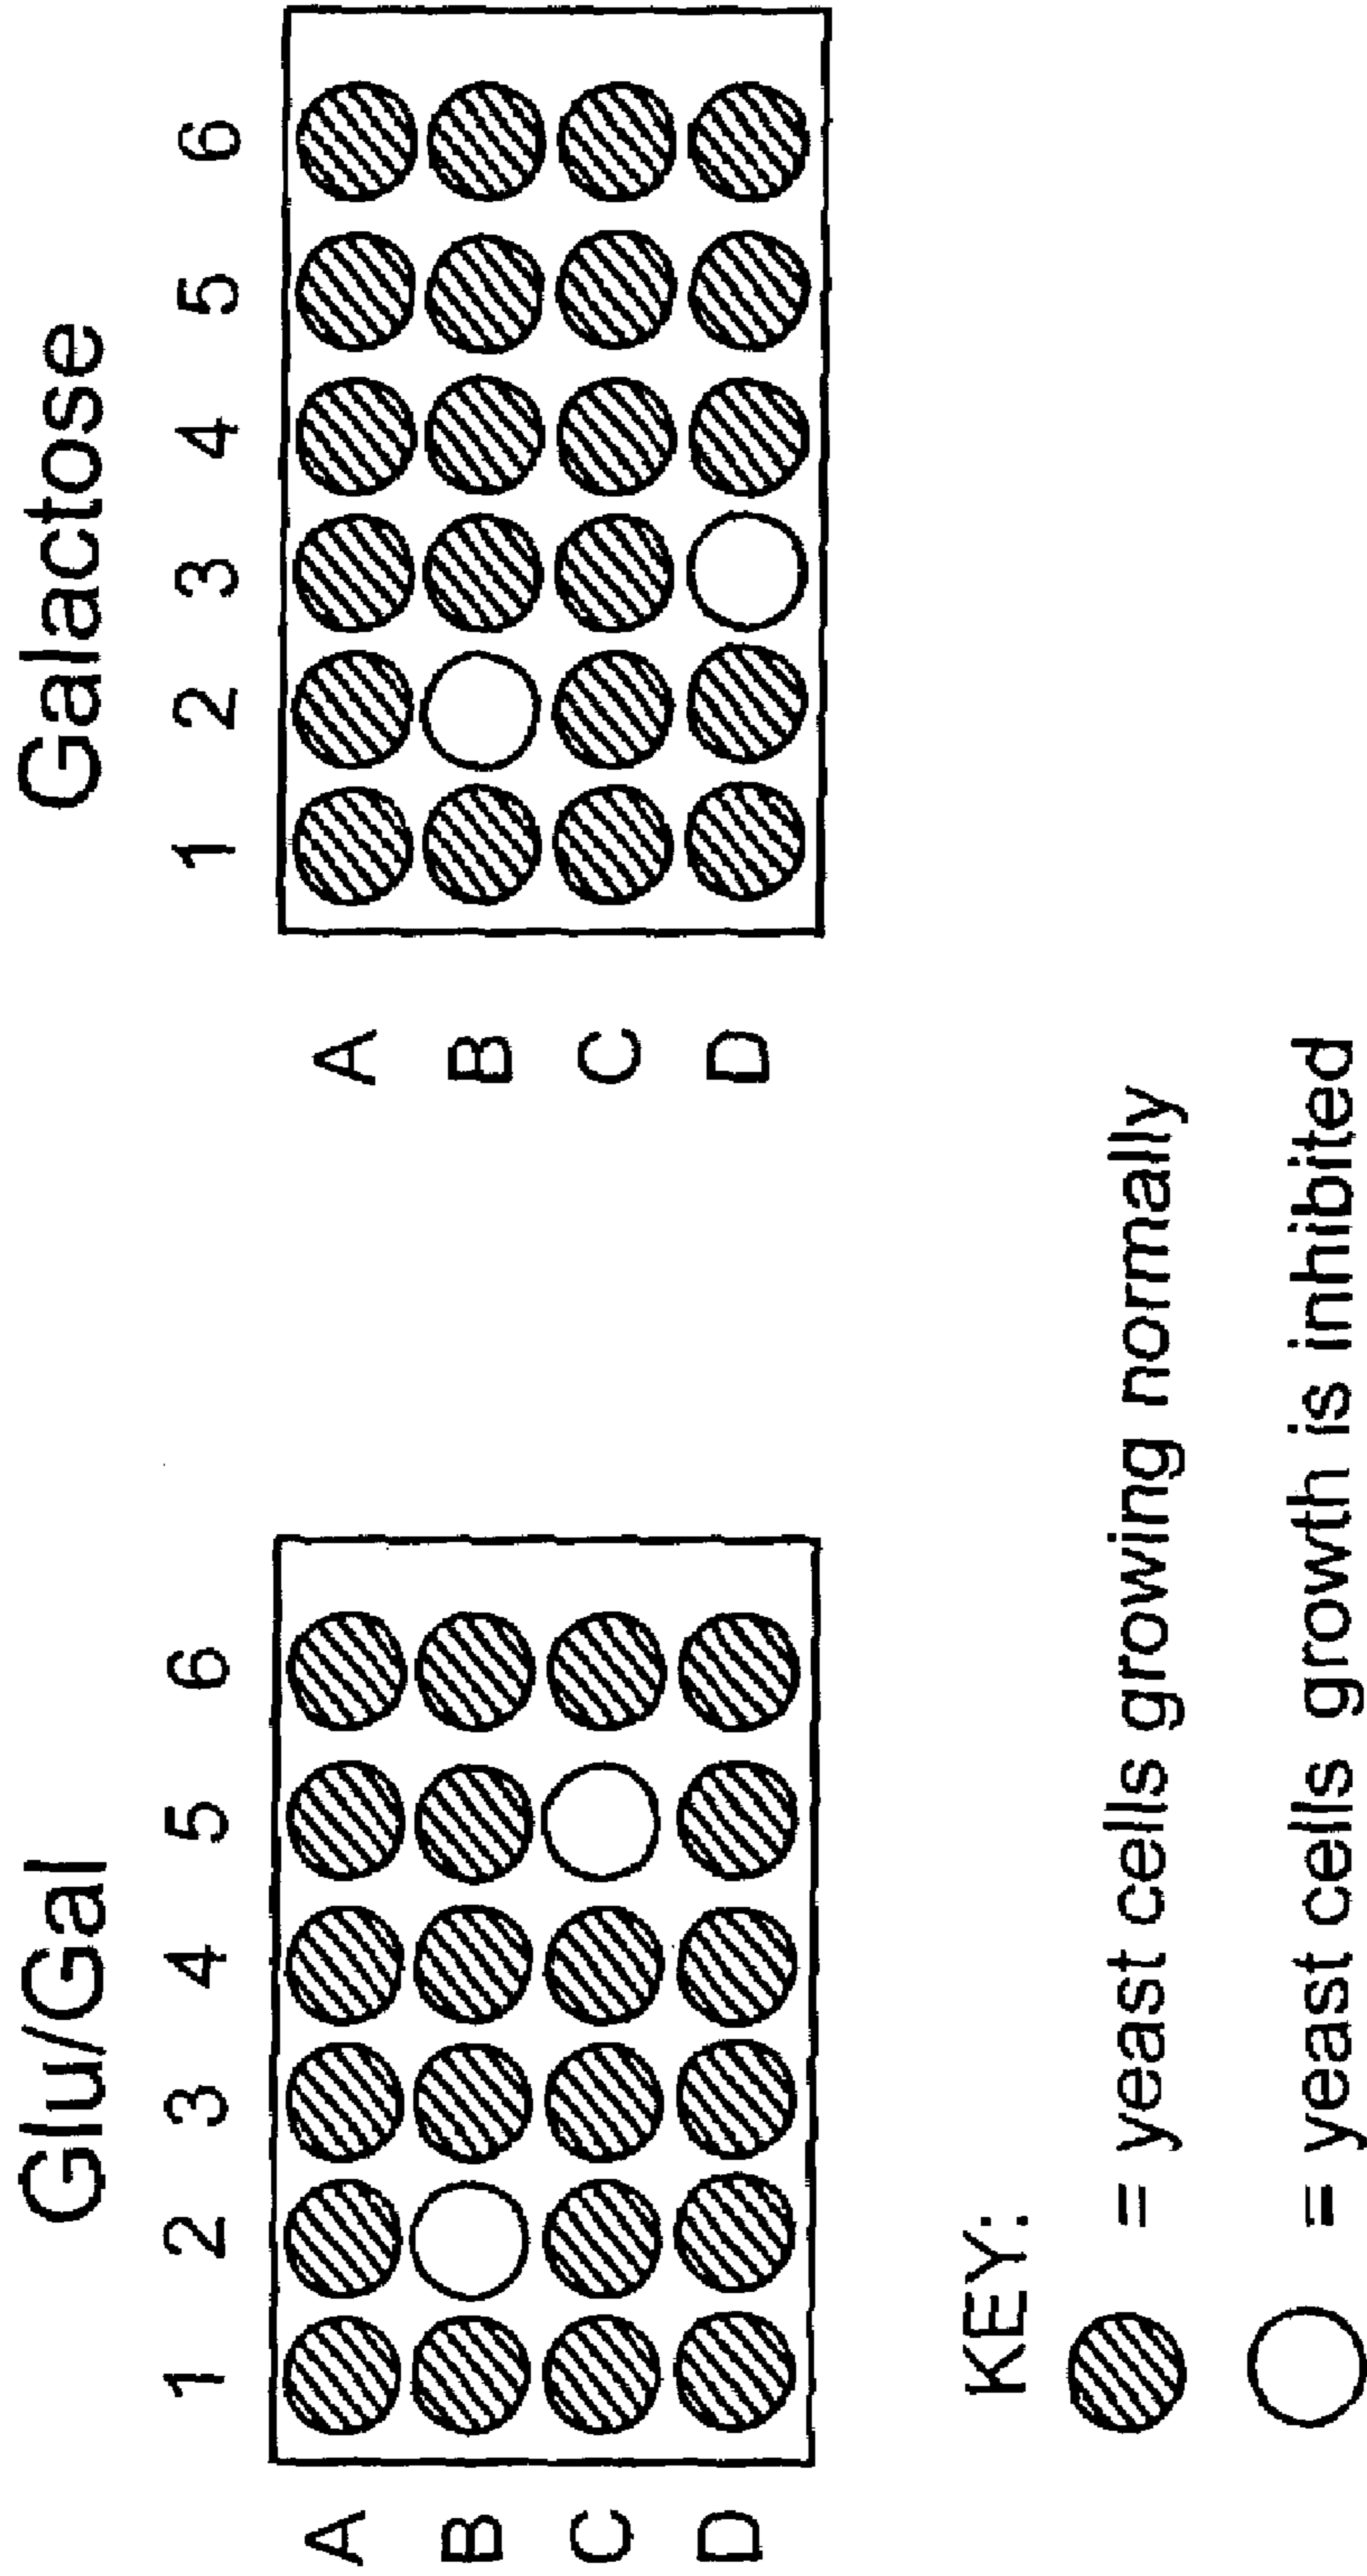 Glu/Gal
1 2 3 4 5 6
A
B
C
D
Galactose
1 2 3 4 5 6
A
B
C
D
KEY:
= yeast cells growing normally
= yeast cells growth is inhibited